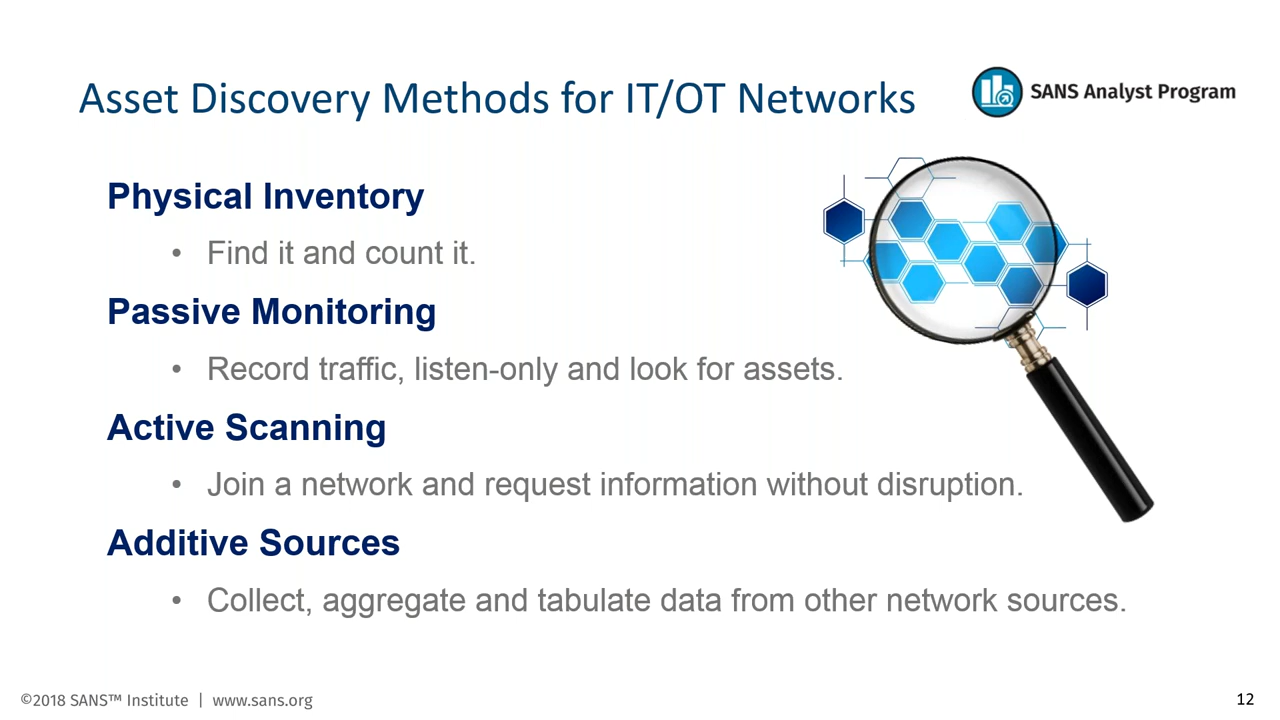 Asset Discovery Methods for IT/OT Networks
SANS Analyst Program
Physical Inventory
• Find it and count it.
Passive Monitoring
• Record traffic, listen-only and look for assets.
Active Scanning
• Join a network and request information without disruption.
Additive Sources
• Collect, aggregate and tabulate data from other network sources.
©2018 SANS™ Institute | www.sans.org
12